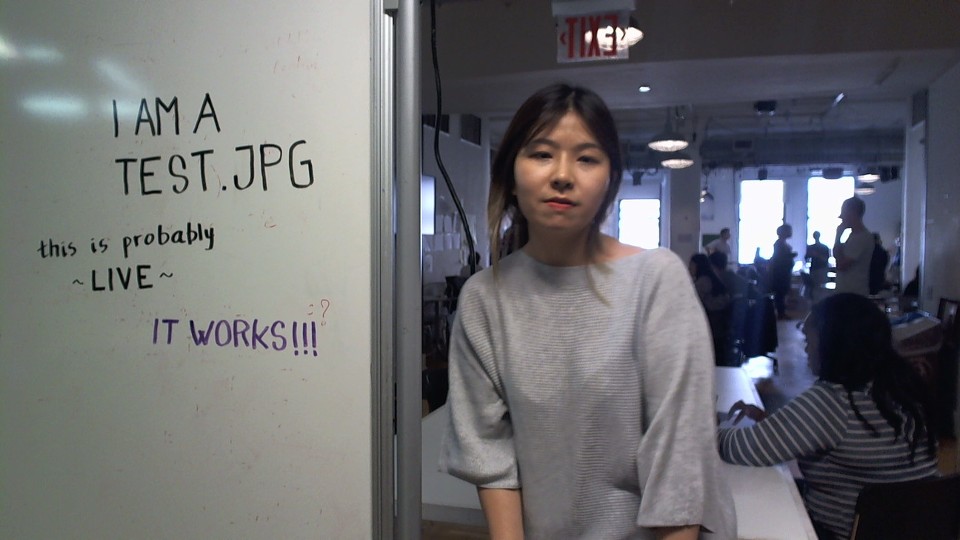 I AM A
TEST.JPG
this is probably
~LIVE~
:?
IT WORKS!!!
EXIT